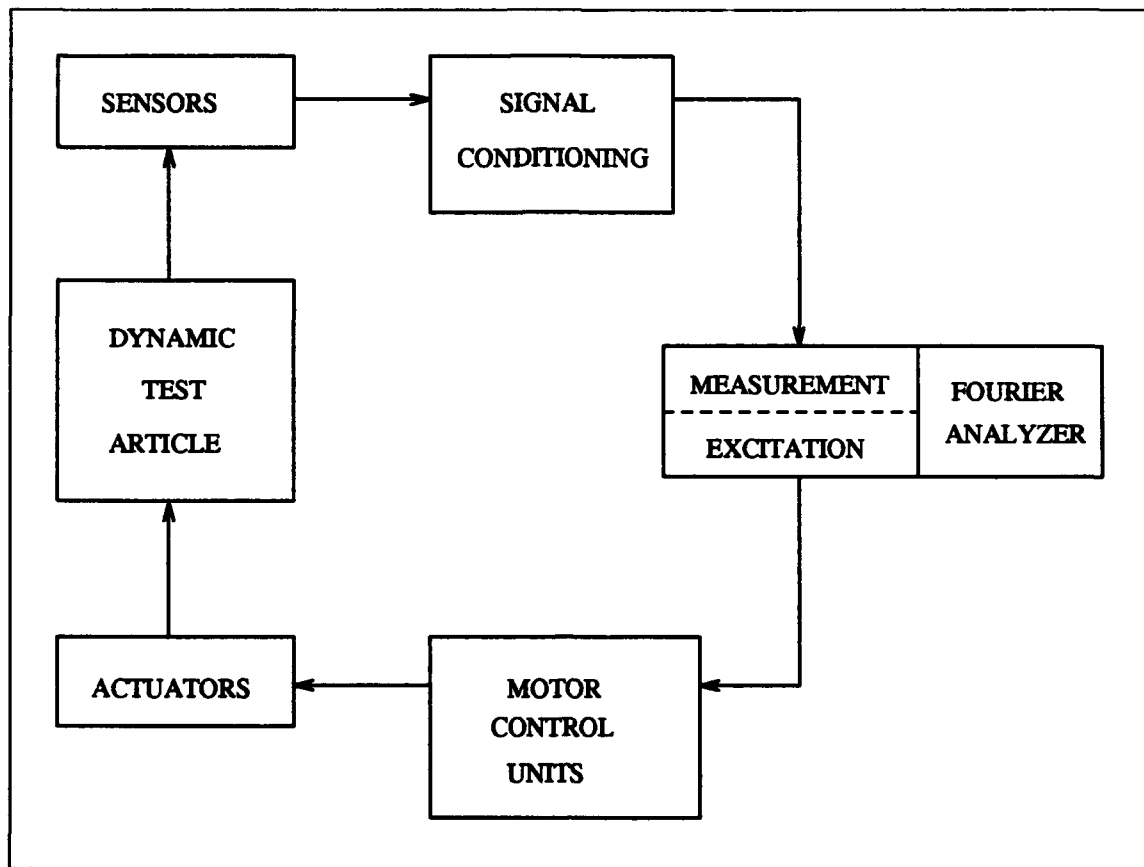 SENSORS
SIGNAL
CONDITIONING
DYNAMIC
TEST
ARTICLE
MEASUREMENT
EXCITATION
FOURIER
ANALYZER
ACTUATORS
MOTOR
CONTROL
UNITS